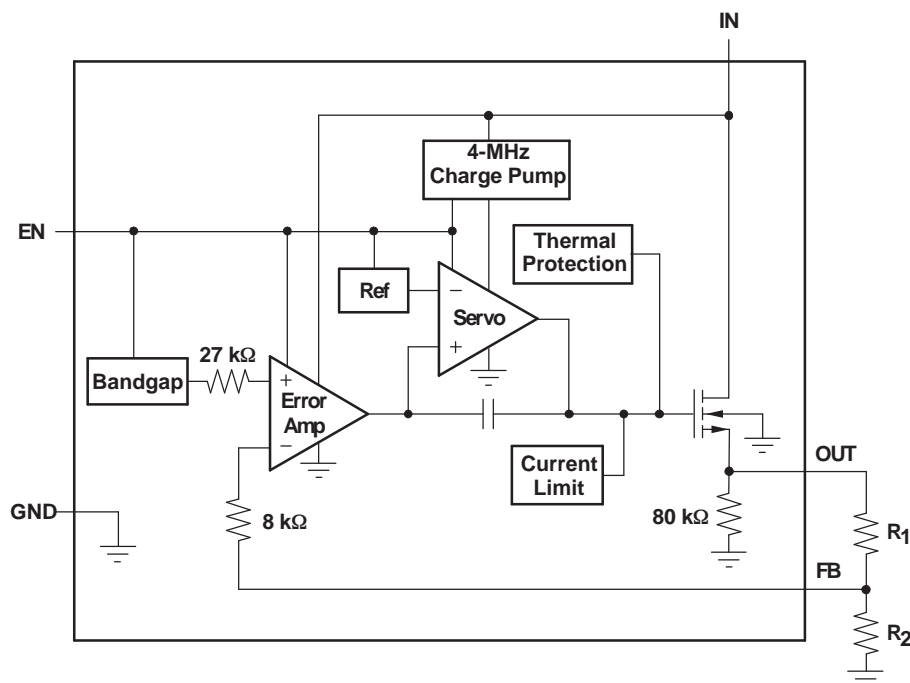 IN
4-MHz
Charge Pump
EN
Thermal
Protection
Ref
−
Servo
+
27 kΩ
Bandgap
+
Error
Amp
−
Current
Limit
OUT
GND
8 kΩ
80 kΩ
R1
FB
R2